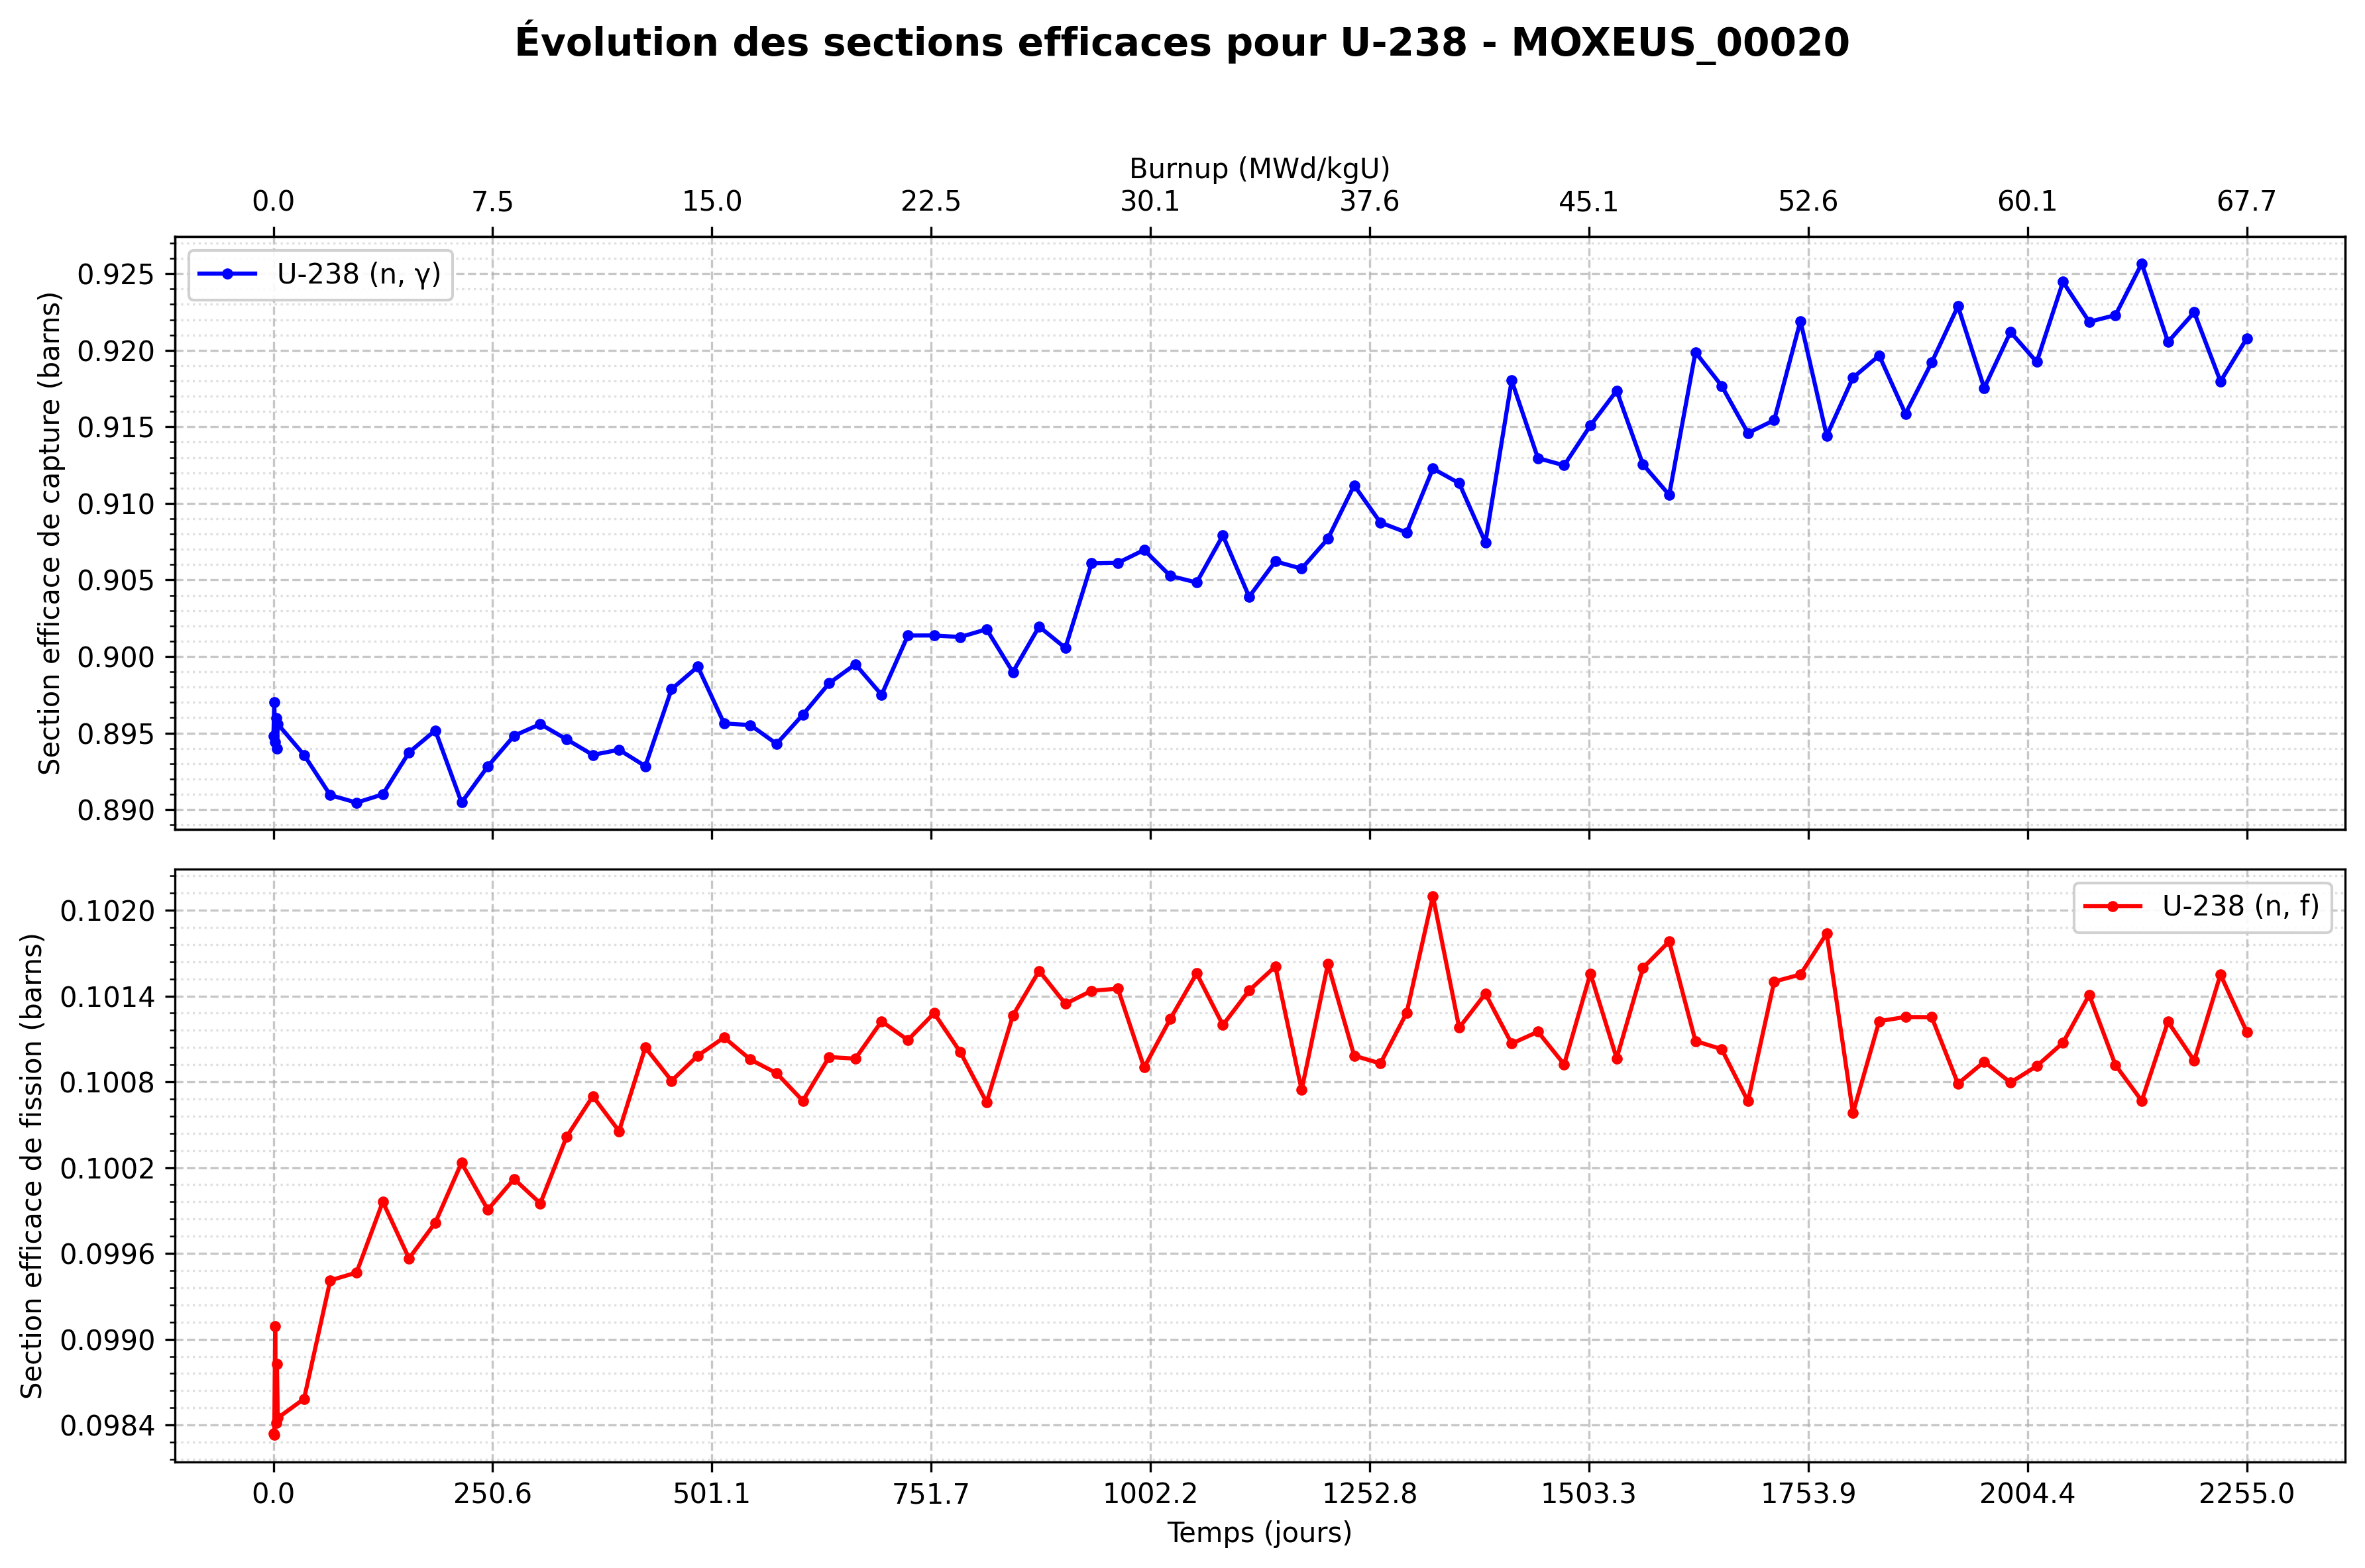 Évolution des sections efficaces pour U-238 - MOXEUS_00020
Burnup (MWd/kgU)
0.0 7.5 15.0 22.5 30.1 37.6 45.1 52.6 60.1 67.7
U-238 (n, γ)
Section efficace de capture (barns)
0.925
0.920
0.915
0.910
0.905
0.900
0.895
0.890
U-238 (n, f)
Section efficace de fission (barns)
0.1020
0.1014
0.1008
0.1002
0.0996
0.0990
0.0984
0.0 250.6 501.1 751.7 1002.2 1252.8 1503.3 1753.9 2004.4 2255.0
Temps (jours)